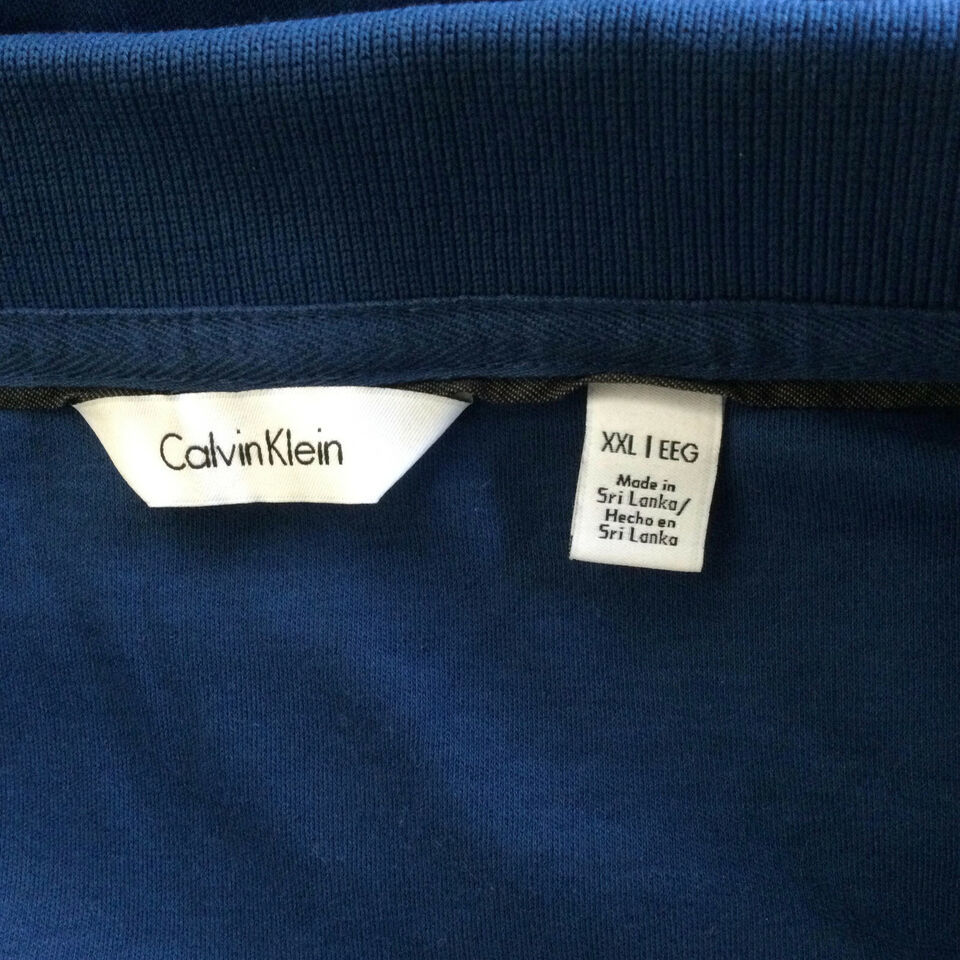 CalvinKlein
XXL | EEG
Made in
Sri Lanka/
Hecho en
Sri Lanka